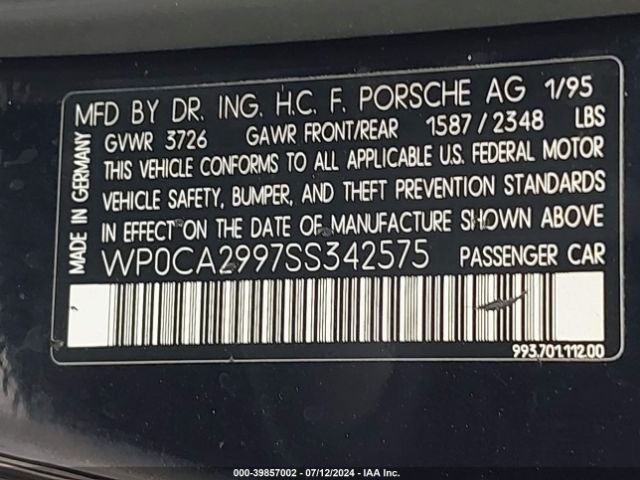 MFD BY DR. ING. H.C. F. PORSCHE AG 1/95
GVWR 3726 GAWR FRONT/REAR 1587/2348 LBS
THIS VEHICLE CONFORMS TO ALL APPLICABLE U.S. FEDERAL MOTOR
VEHICLE SAFETY, BUMPER, AND THEFT PREVENTION STANDARDS
IN EFFECT ON THE DATE OF MANUFACTURE SHOWN ABOVE
WP0CA2997SS342575 PASSENGER CAR
MADE IN GERMANY
993.701.112.00
000-39857002 - 07/12/2024 - IAA Inc.